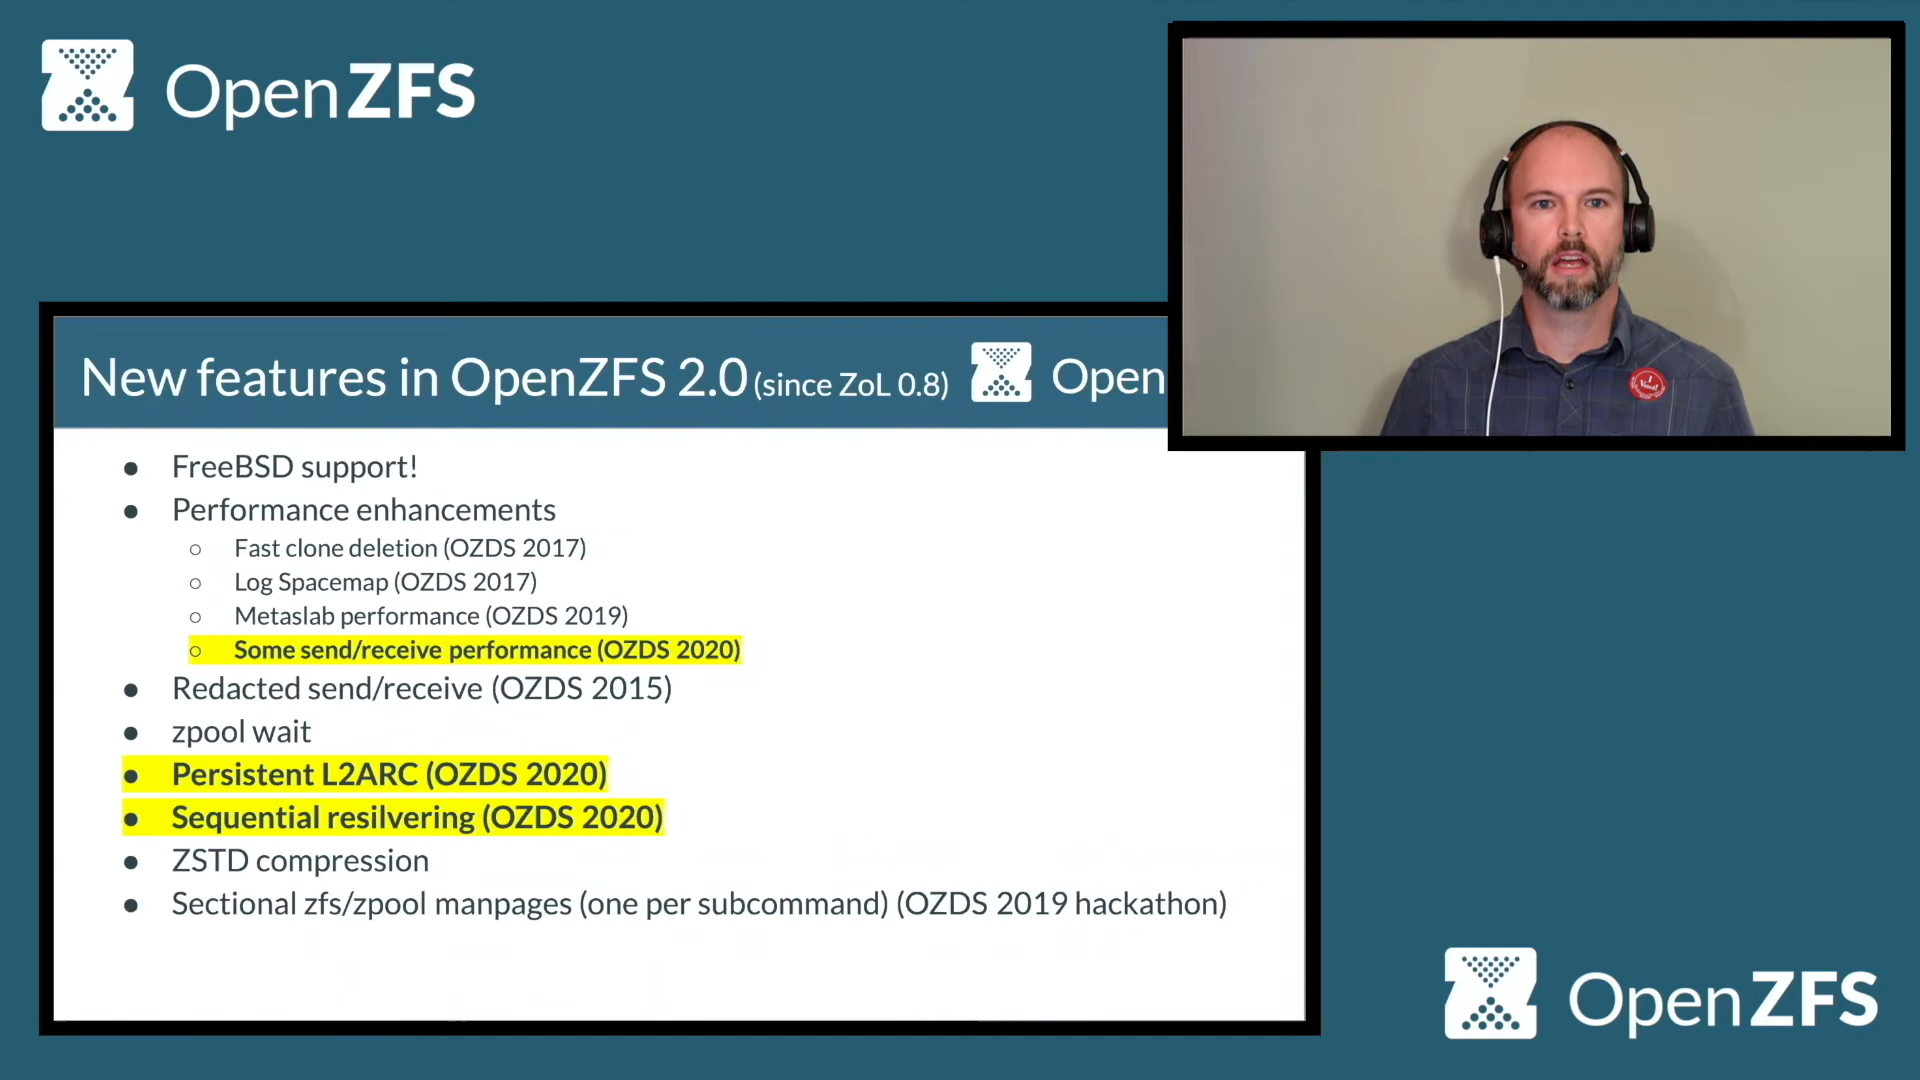 OpenZFS
New features in OpenZFS 2.0 (since ZoL 0.8)
Open
● FreeBSD support!
● Performance enhancements
○ Fast clone deletion (OZDS 2017)
○ Log Spacemap (OZDS 2017)
○ Metaslab performance (OZDS 2019)
○ Some send/receive performance (OZDS 2020)
● Redacted send/receive (OZDS 2015)
● zpool wait
● Persistent L2ARC (OZDS 2020)
● Sequential resilvering (OZDS 2020)
● ZSTD compression
● Sectional zfs/zpool manpages (one per subcommand) (OZDS 2019 hackathon)
I Voted!
OpenZFS